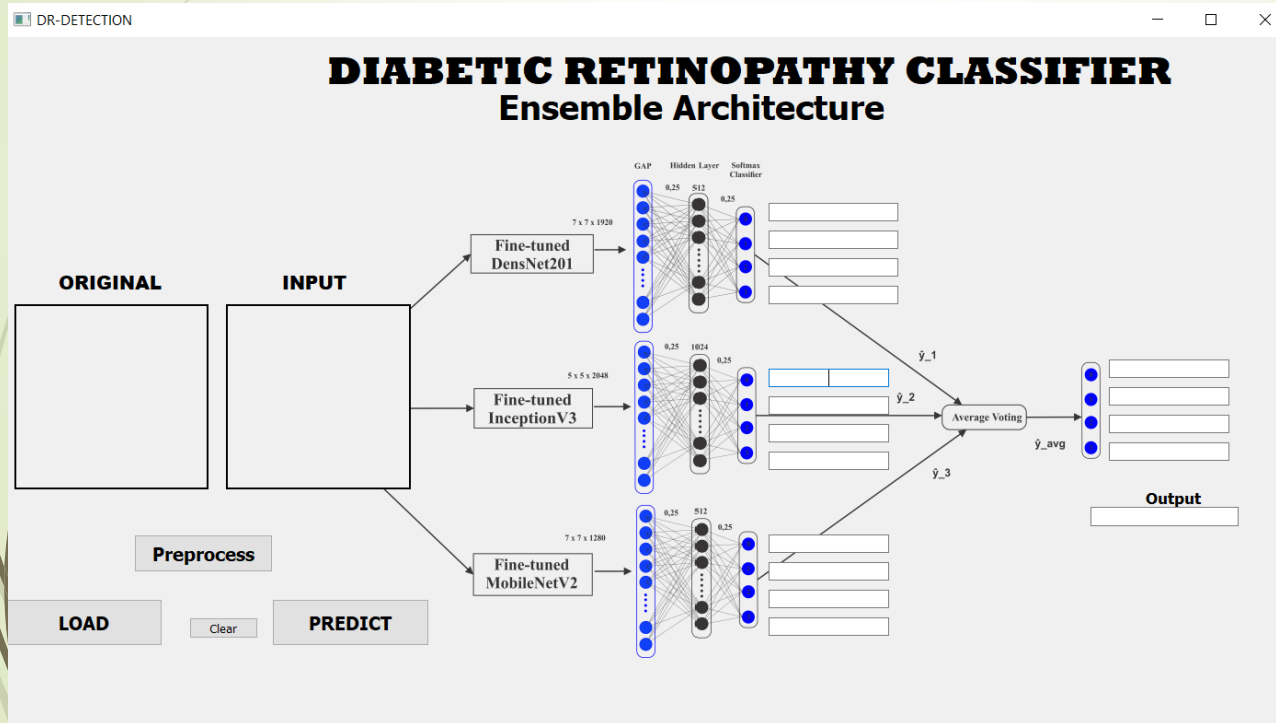 DR-DETECTION
DIABETIC RETINOPATHY CLASSIFIER
Ensemble Architecture
GAP
Hidden Layer
Softmax
Classifier
0,25
512
0,25
7 x 7 x 1920
Fine-tuned
DensNet201
ORIGINAL
INPUT
0,25
1024
0,25
5 x 5 x 2048
Fine-tuned
InceptionV3
ŷ_1
ŷ_2
Average Voting
ŷ_avg
ŷ_3
Output
0,25
512
0,25
7 x 7 x 1280
Fine-tuned
MobileNetV2
Preprocess
LOAD
Clear
PREDICT